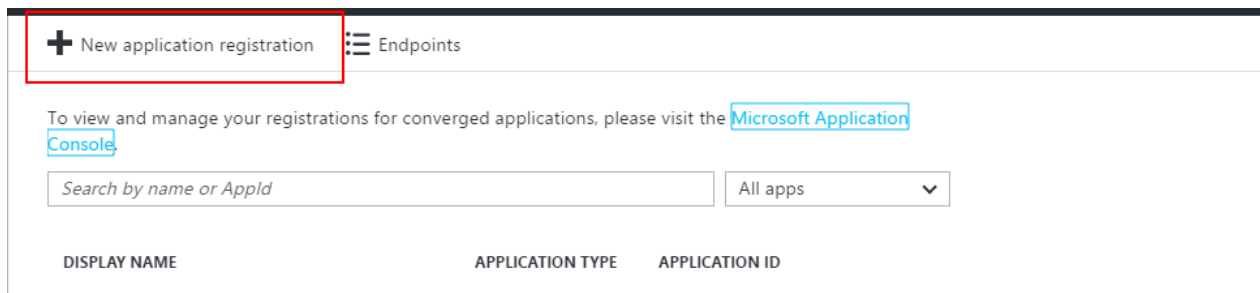 New application registration Endpoints
To view and manage your registrations for converged applications, please visit the Microsoft Application
Console.
Search by name or AppId All apps
DISPLAY NAME APPLICATION TYPE APPLICATION ID